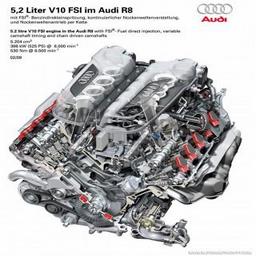 5,2 Liter V10 FSI im Audi R8
mit FSI®- Benzindirekteinspritzung, kontinuierlicher Nockenwellenverstellung,
und Nockenwellenantrieb per Kette
5.2 litre V10 FSI engine in the Audi R8 with FSI®- Fuel direct injection, variable
camshaft timing and chain driven camshafts
5.204 cm³
386 kW (525 PS) @ 8.000 min⁻¹
530 Nm @ 6.500 min⁻¹
02/09
Audi